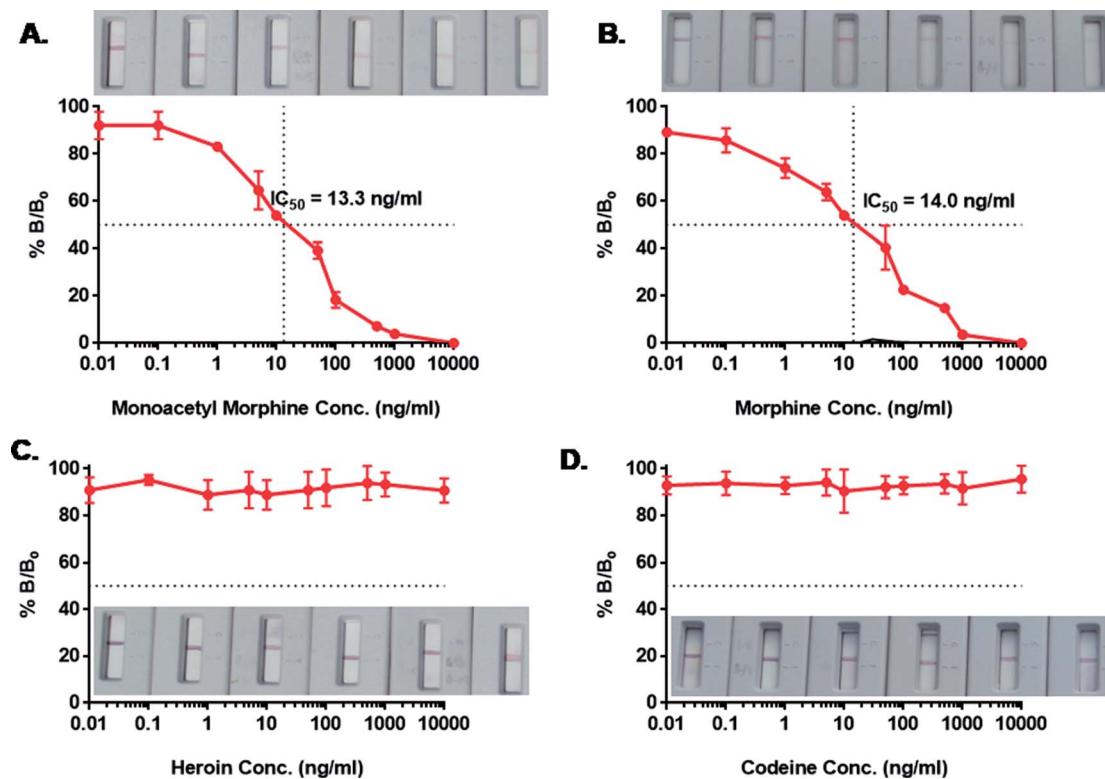 A.
100
80
60
40
20
0
% B/B₀
IC₅₀ = 13.3 ng/ml
0.01 0.1 1 10 100 1000 10000
Monoacetyl Morphine Conc. (ng/ml)
B.
100
80
60
40
20
0
% B/B₀
IC₅₀ = 14.0 ng/ml
0.01 0.1 1 10 100 1000 10000
Morphine Conc. (ng/ml)
C.
100
80
60
40
20
0
% B/B₀
0.01 0.1 1 10 100 1000 10000
Heroin Conc. (ng/ml)
D.
100
80
60
40
20
0
% B/B₀
0.01 0.1 1 10 100 1000 10000
Codeine Conc. (ng/ml)